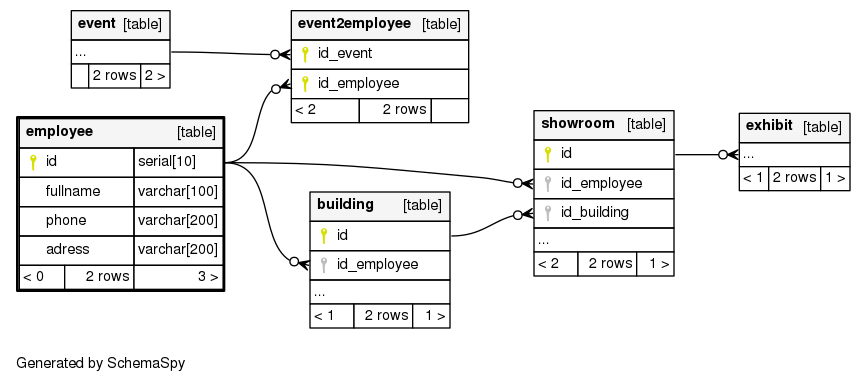 event [table]
...
2 rows 2 >
event2employee [table]
id_event
id_employee
< 2 2 rows
employee [table]
id serial[10]
fullname varchar[100]
phone varchar[200]
adress varchar[200]
< 0 2 rows 3 >
building [table]
id
id_employee
...
< 1 2 rows 1 >
showroom [table]
id
id_employee
id_building
...
< 2 2 rows 1 >
exhibit [table]
...
< 1 2 rows 1 >
Generated by SchemaSpy